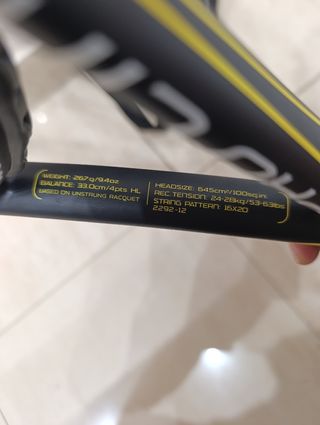 WEIGHT: 267g/9.4oz
BALANCE: 33.0cm/4pts HL
BASED ON UNSTRUNG RACQUET
HEADSIZE: 645cm²/100sq.in.
REC. TENSION: 24-28kg/53-63lbs
STRING PATTERN: 16X20
2292-12